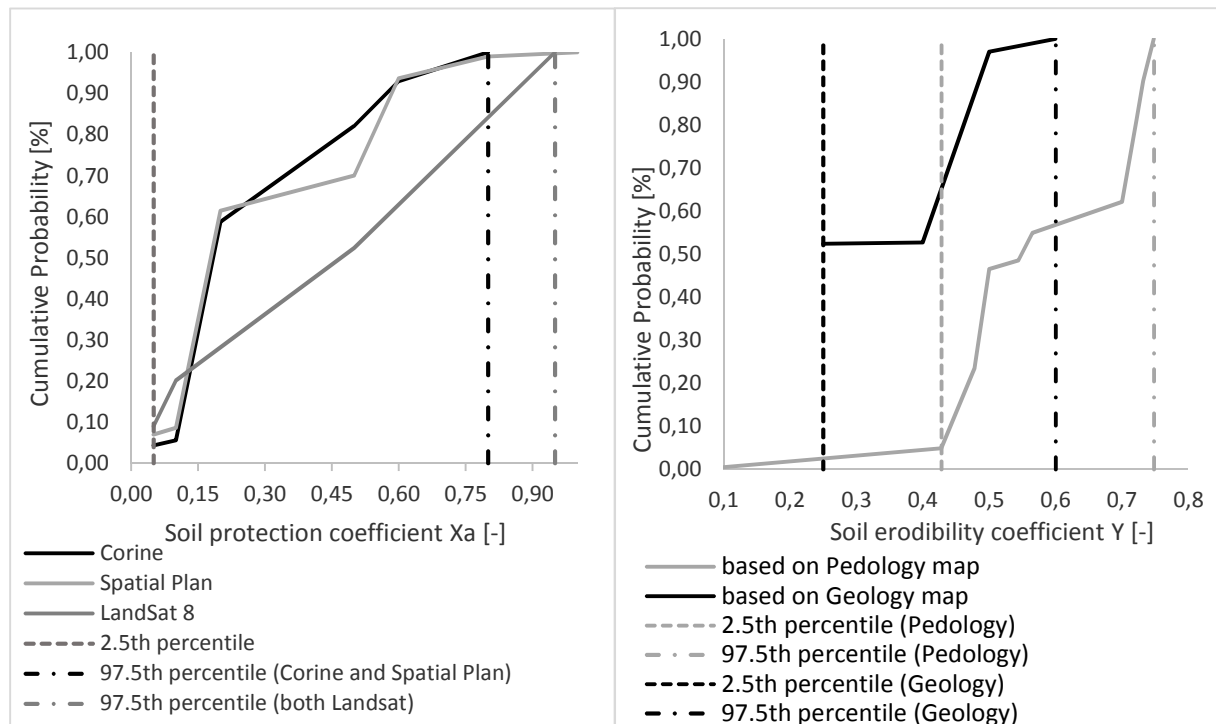 1,00
0,90
0,80
0,70
0,60
0,50
0,40
0,30
0,20
0,10
0,00
Cumulative Probability [%]
0,00 0,15 0,30 0,45 0,60 0,75 0,90
Soil protection coefficient Xa [-]
Corine
Spatial Plan
LandSat 8
2.5th percentile
97.5th percentile (Corine and Spatial Plan)
97.5th percentile (both Landsat)
1,00
0,90
0,80
0,70
0,60
0,50
0,40
0,30
0,20
0,10
0,00
Cumulative Probability [%]
0,1 0,2 0,3 0,4 0,5 0,6 0,7 0,8
Soil erodibility coefficient Y [-]
based on Pedology map
based on Geology map
2.5th percentile (Pedology)
97.5th percentile (Pedology)
2.5th percentile (Geology)
97.5th percentile (Geology)